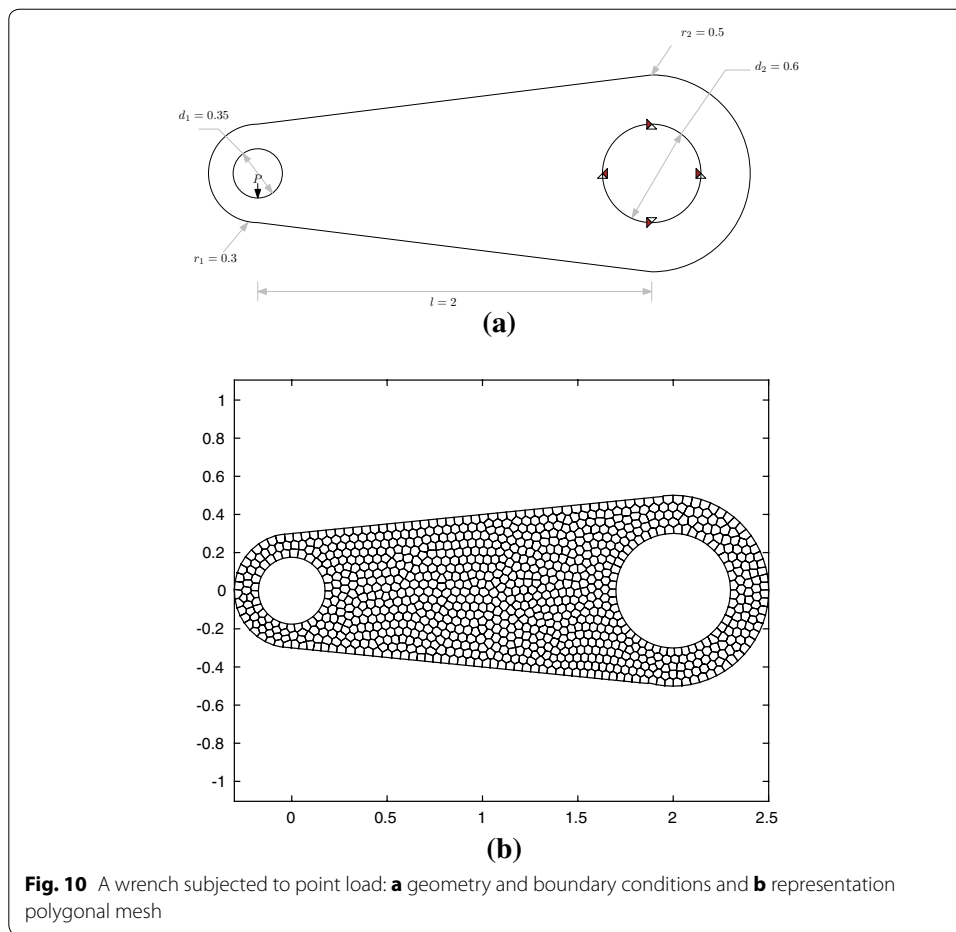 r₂ = 0.5
d₂ = 0.6
d₁ = 0.35
P
r₁ = 0.3
l = 2
(a)
1
0.8
0.6
0.4
0.2
0
-0.2
-0.4
-0.6
-0.8
-1
0 0.5 1 1.5 2 2.5
(b)
Fig. 10 A wrench subjected to point load: a geometry and boundary conditions and b representation
polygonal mesh